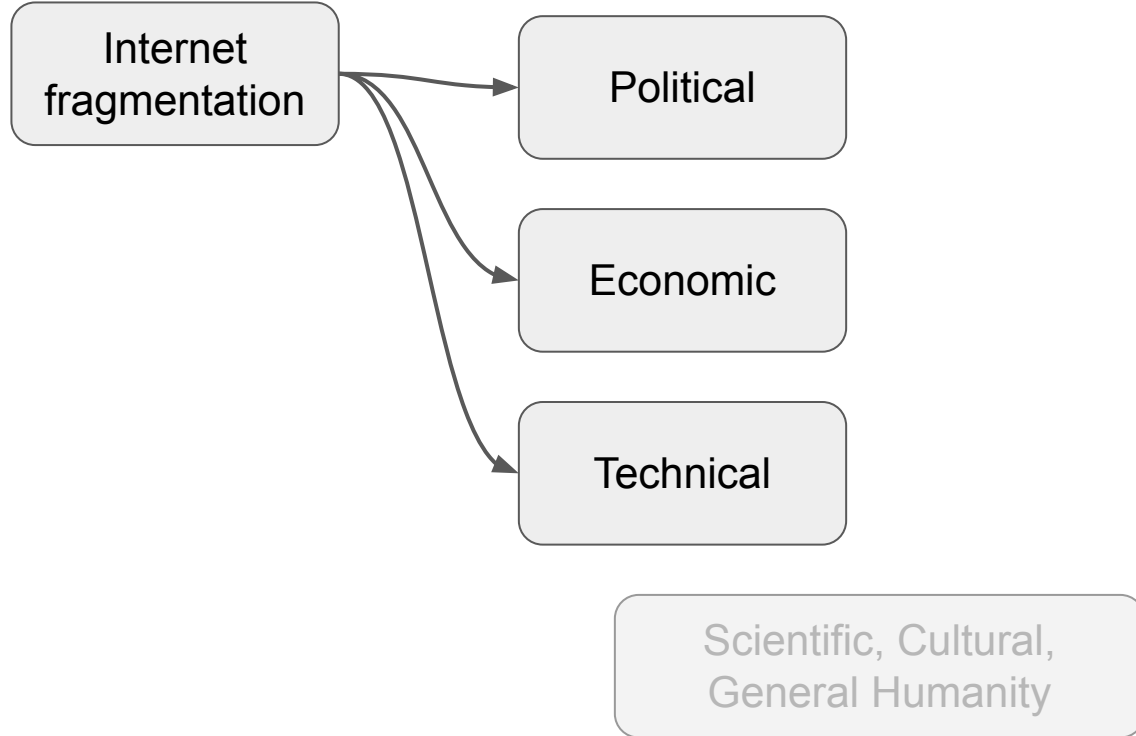 Internet
fragmentation
Political
Economic
Technical
Scientific, Cultural,
General Humanity